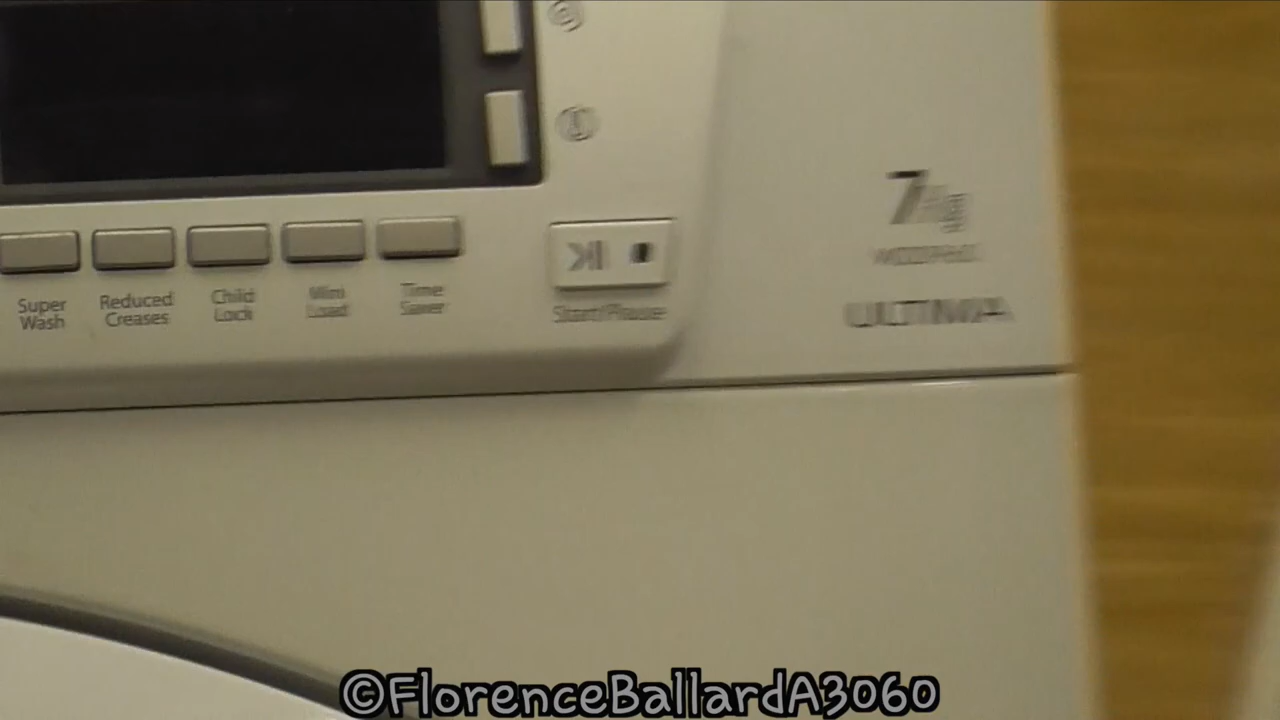 Super
Wash
Reduced
Creases
Child
Lock
Mini
Load
Time
Saver
Start/Pause
7kg
ULTIMA
©FlorenceBallardA3060